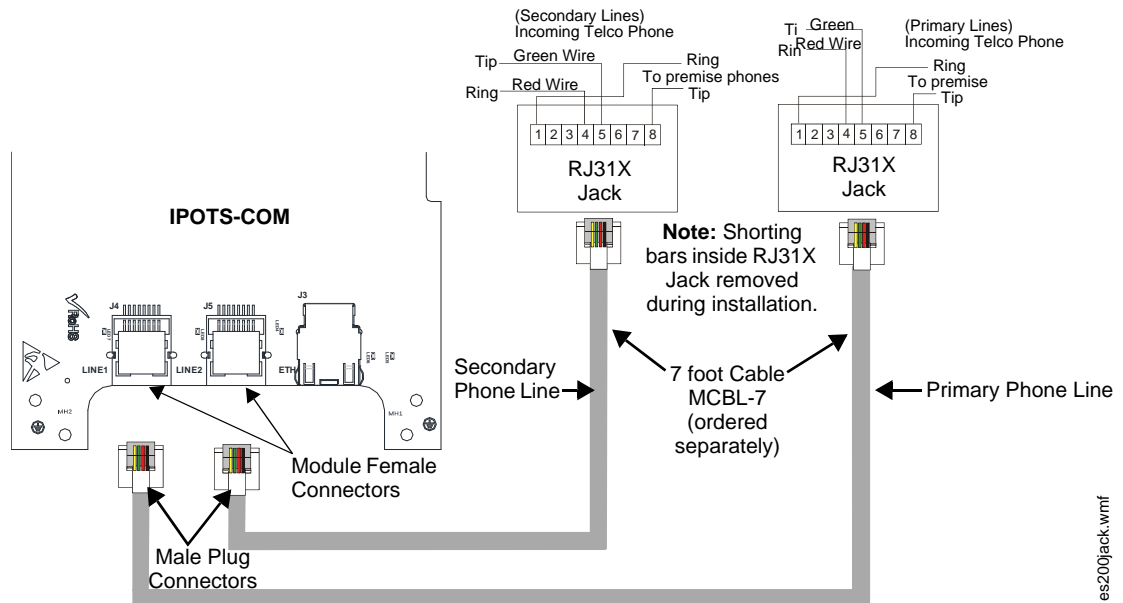 (Secondary Lines)
Incoming Telco Phone
Tip Green Wire
Ring
To premise phones
Ring Red Wire
Tip
1 2 3 4 5 6 7 8
RJ31X
Jack
Ti Green
Rin Red Wire
(Primary Lines)
Incoming Telco Phone
Ring
To premise
Tip
1 2 3 4 5 6 7 8
RJ31X
Jack
IPOTS-COM
Note: Shorting
bars inside RJ31X
Jack removed
during installation.
RoHS
J4
J5
J3
LINE1
LINE2
ETH
MH2
MH1
Secondary
Phone Line
7 foot Cable
MCBL-7
(ordered
separately)
Primary Phone Line
Module Female
Connectors
Male Plug
Connectors
es200jack.wmf